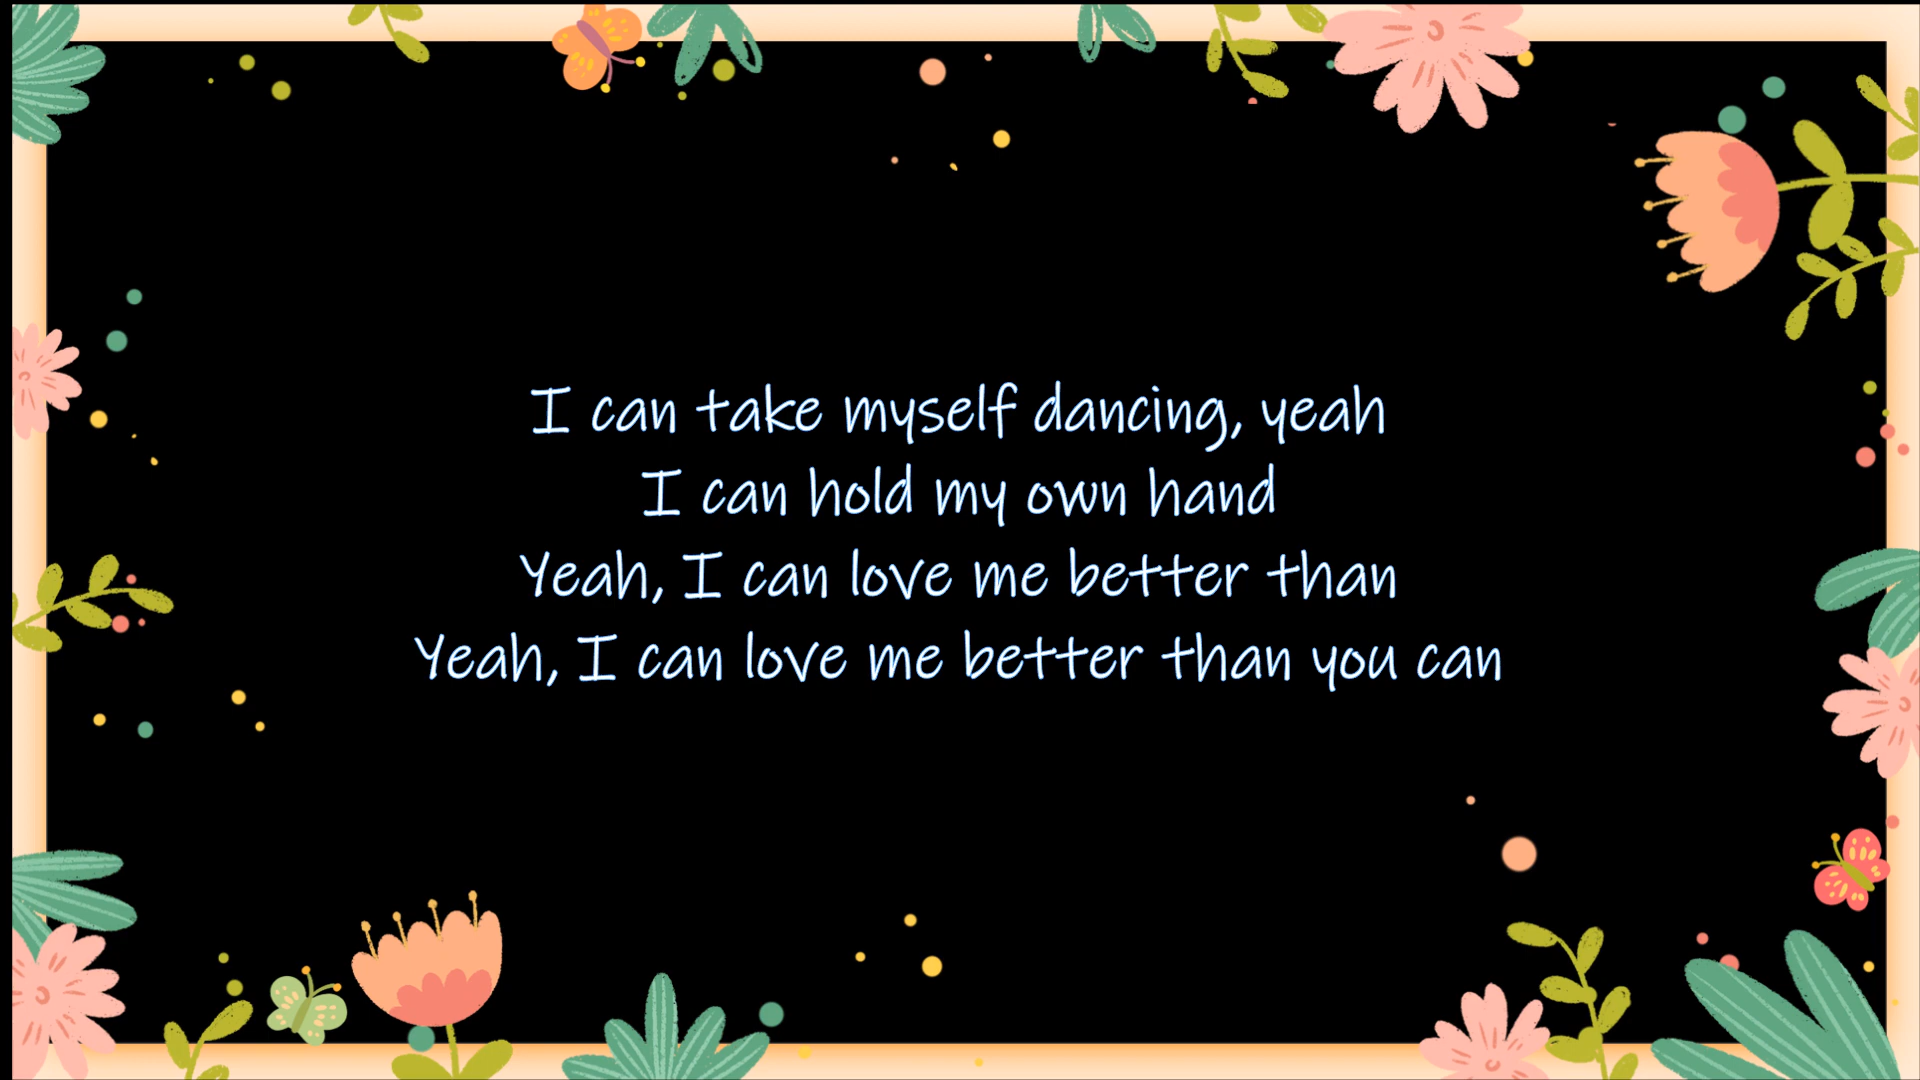 I can take myself dancing, yeah
I can hold my own hand
Yeah, I can love me better than
Yeah, I can love me better than you can